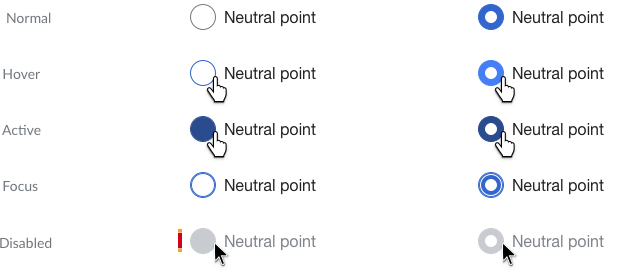 Normal Neutral point Neutral point
Hover Neutral point Neutral point
Active Neutral point Neutral point
Focus Neutral point Neutral point
Disabled Neutral point Neutral point